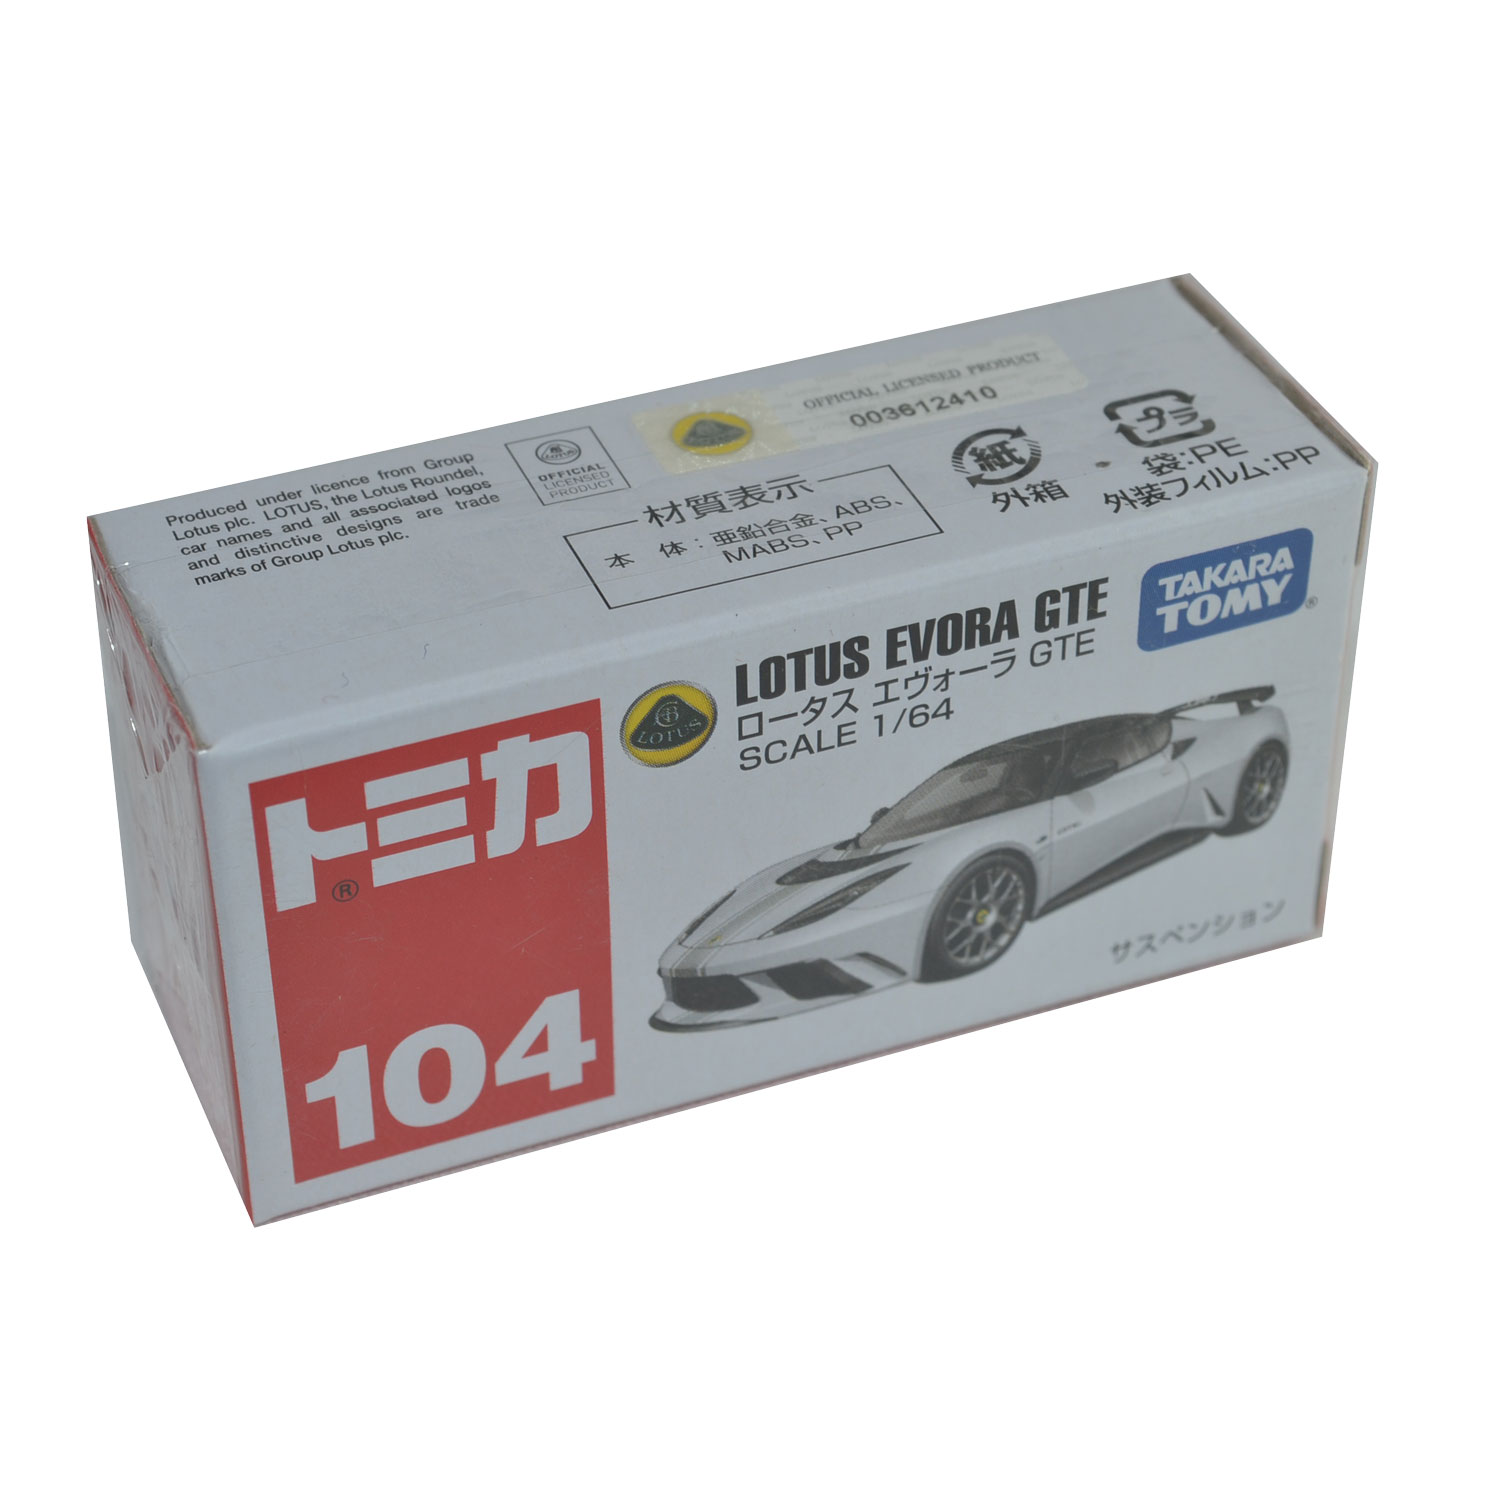 Produced under licence from Group
Lotus plc. LOTUS, the Lotus Roundel,
car names and all associated logos
and distinctive designs are trade
marks of Group Lotus plc.
LOTUS
OFFICIAL
LICENSED
PRODUCT
OFFICIAL LICENSED PRODUCT
003612410
材質表示
本 体 : 亜鉛合金、ABS、
MABS、PP
紙
外箱
プラ
袋:PE
外装フィルム:PP
LOTUS
LOTUS EVORA GTE
ロータス エヴォーラ GTE
SCALE 1/64
TAKARA
TOMY®
トミカ
®
104
サスペンション